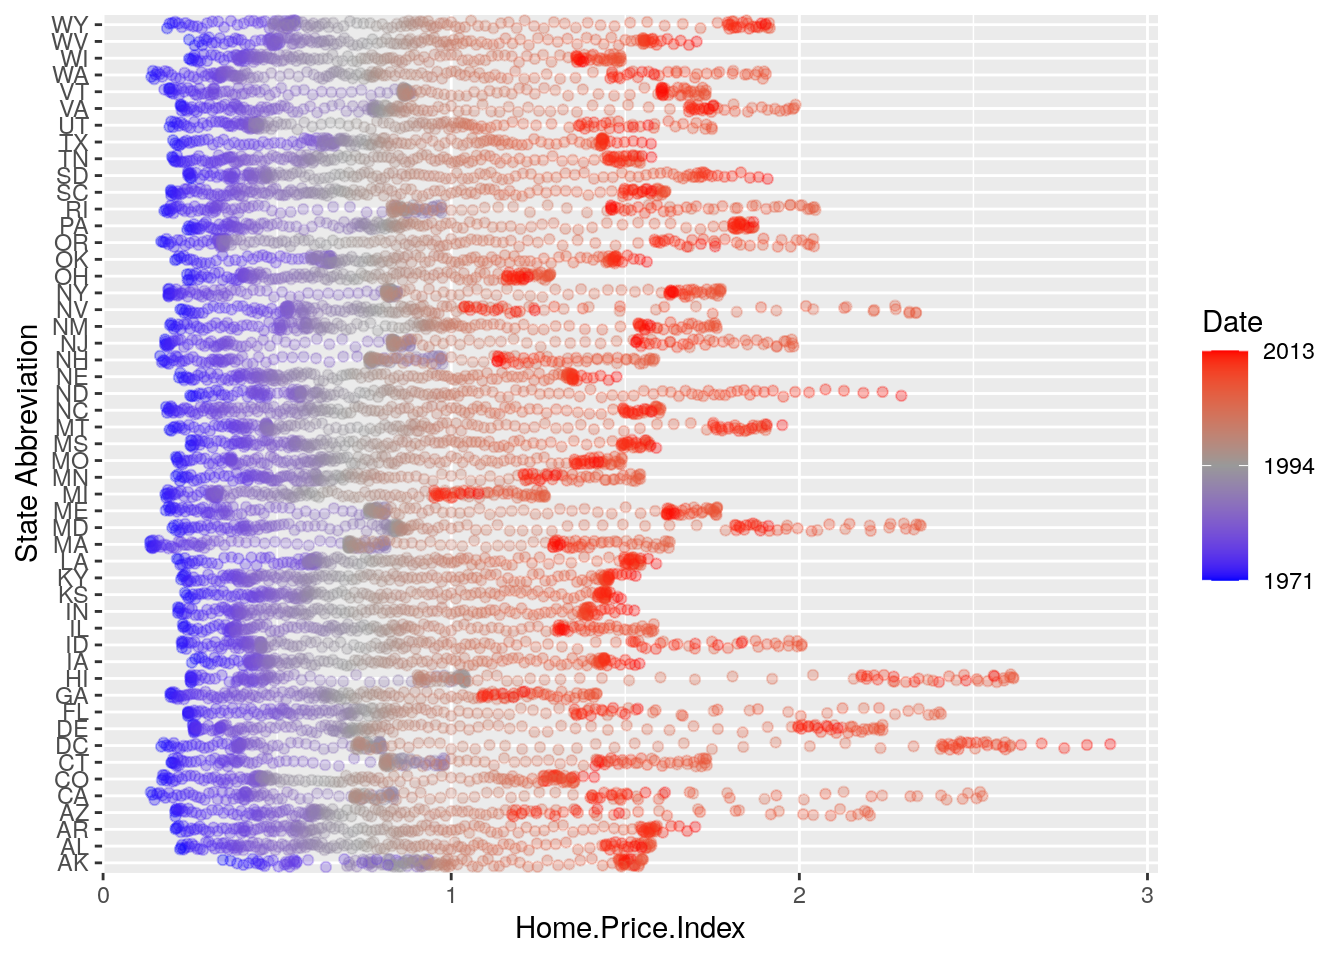 WY
WV
WI
WA
VT
VA
UT
TX
TN
SD
SC
RI
PA
OR
OK
OH
NY
NV
NM
NJ
NH
NE
ND
NC
MT
MS
MO
MN
MI
ME
MD
MA
LA
KY
KS
IN
IL
ID
IA
HI
GA
FL
DE
DC
CT
CO
CA
AZ
AR
AL
AK
State Abbreviation
0 1 2 3
Home.Price.Index
Date
2013
1994
1971